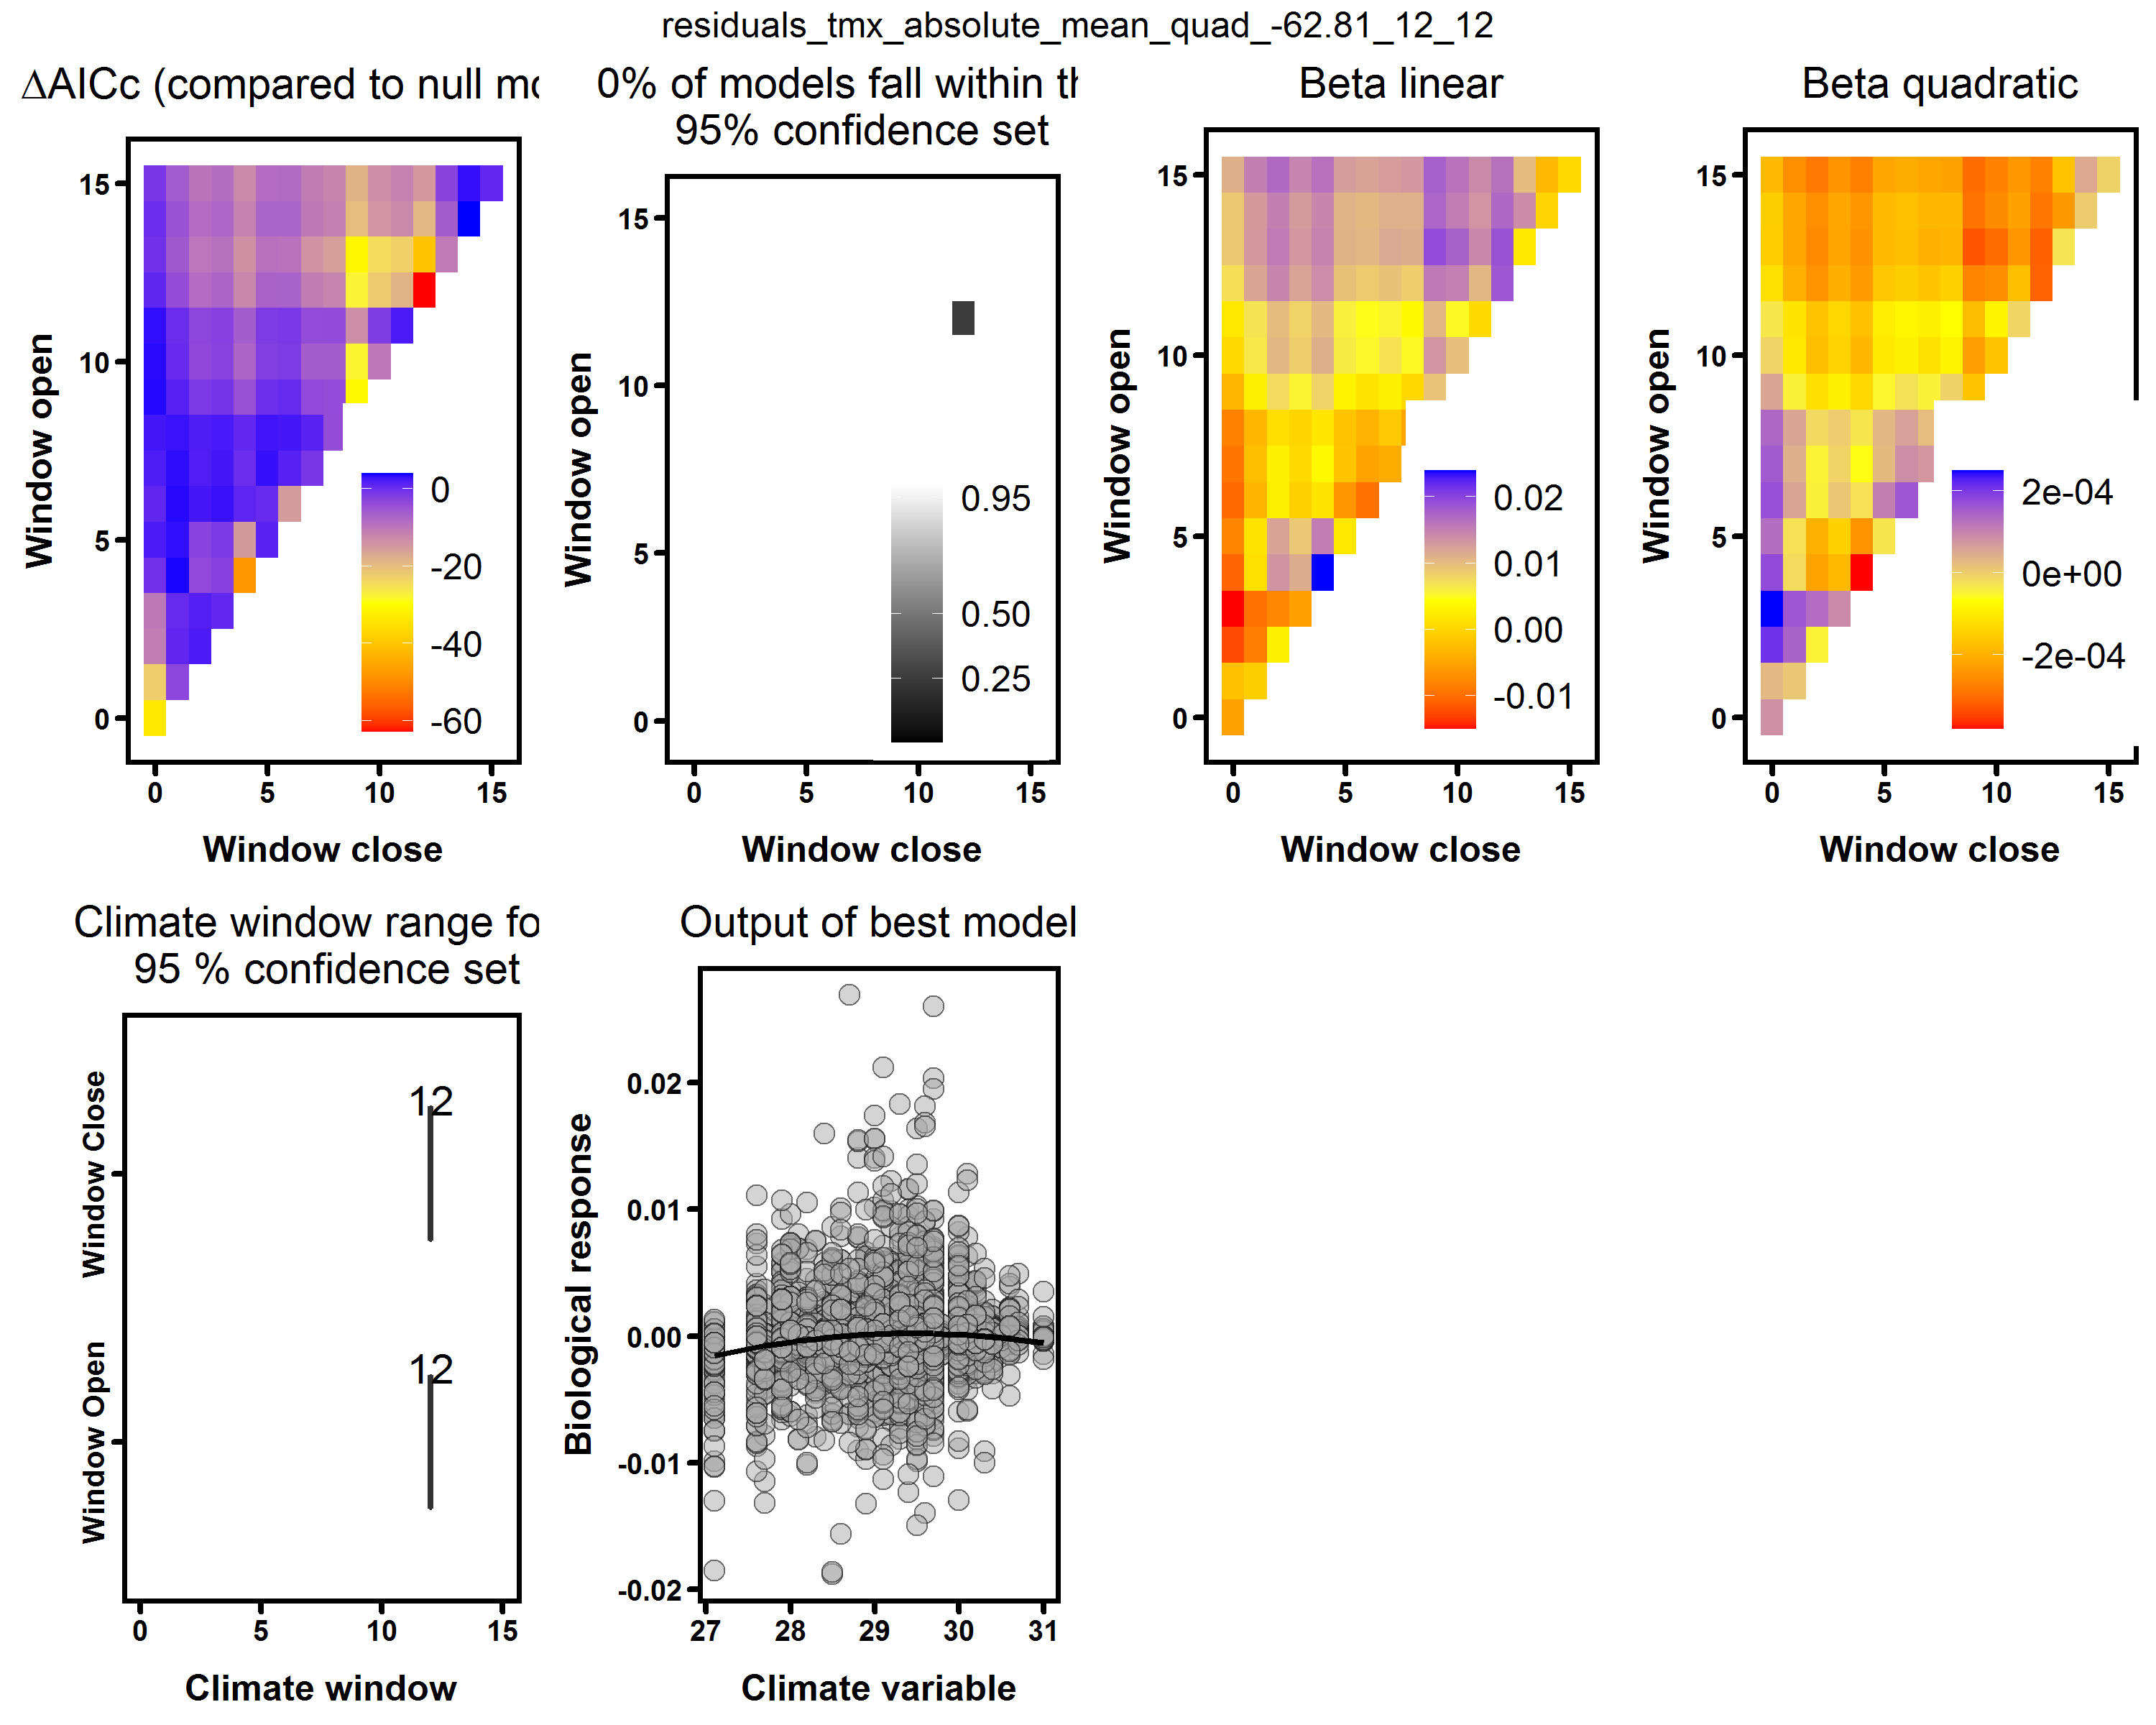 residuals_tmx_absolute_mean_quad_-62.81_12_12
ΔAICc (compared to null mo
Window open
15
10
5
0
0
-20
-40
-60
0 5 10 15
Window close
0% of models fall within th
95% confidence set
Window open
15
10
5
0
0.95
0.50
0.25
0 5 10 15
Window close
Beta linear
Window open
15
10
5
0
0.02
0.01
0.00
-0.01
0 5 10 15
Window close
Beta quadratic
Window open
15
10
5
0
2e-04
0e+00
-2e-04
0 5 10 15
Window close
Climate window range fo
95 % confidence set
Window Close
Window Open
12
12
0 5 10 15
Climate window
Output of best model
Biological response
0.02
0.01
0.00
-0.01
-0.02
27 28 29 30 31
Climate variable